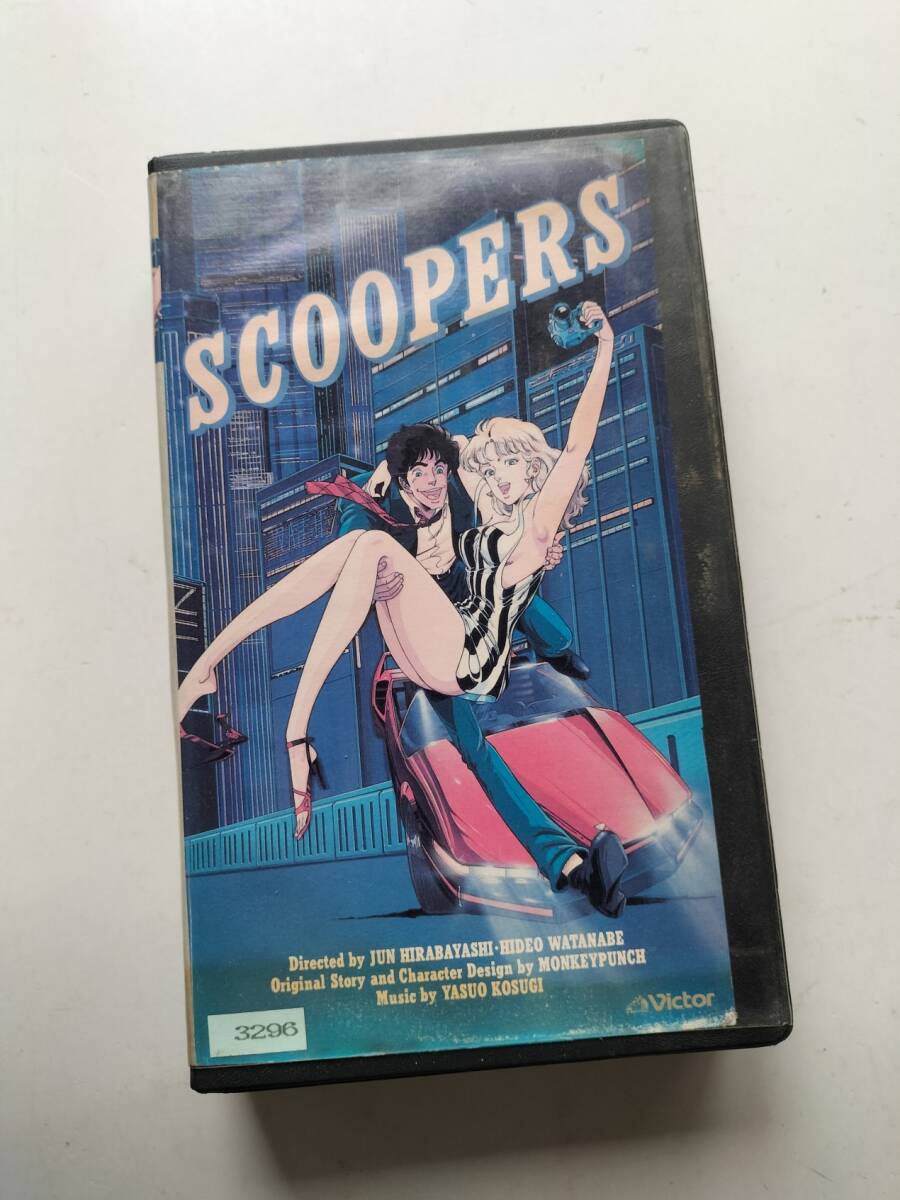 SCOOPERS
Directed by JUN HIRABAYASHI·HIDEO WATANABE
Original Story and Character Design by MONKEYPUNCH
Music by YASUO KOSUGI
Victor
3296